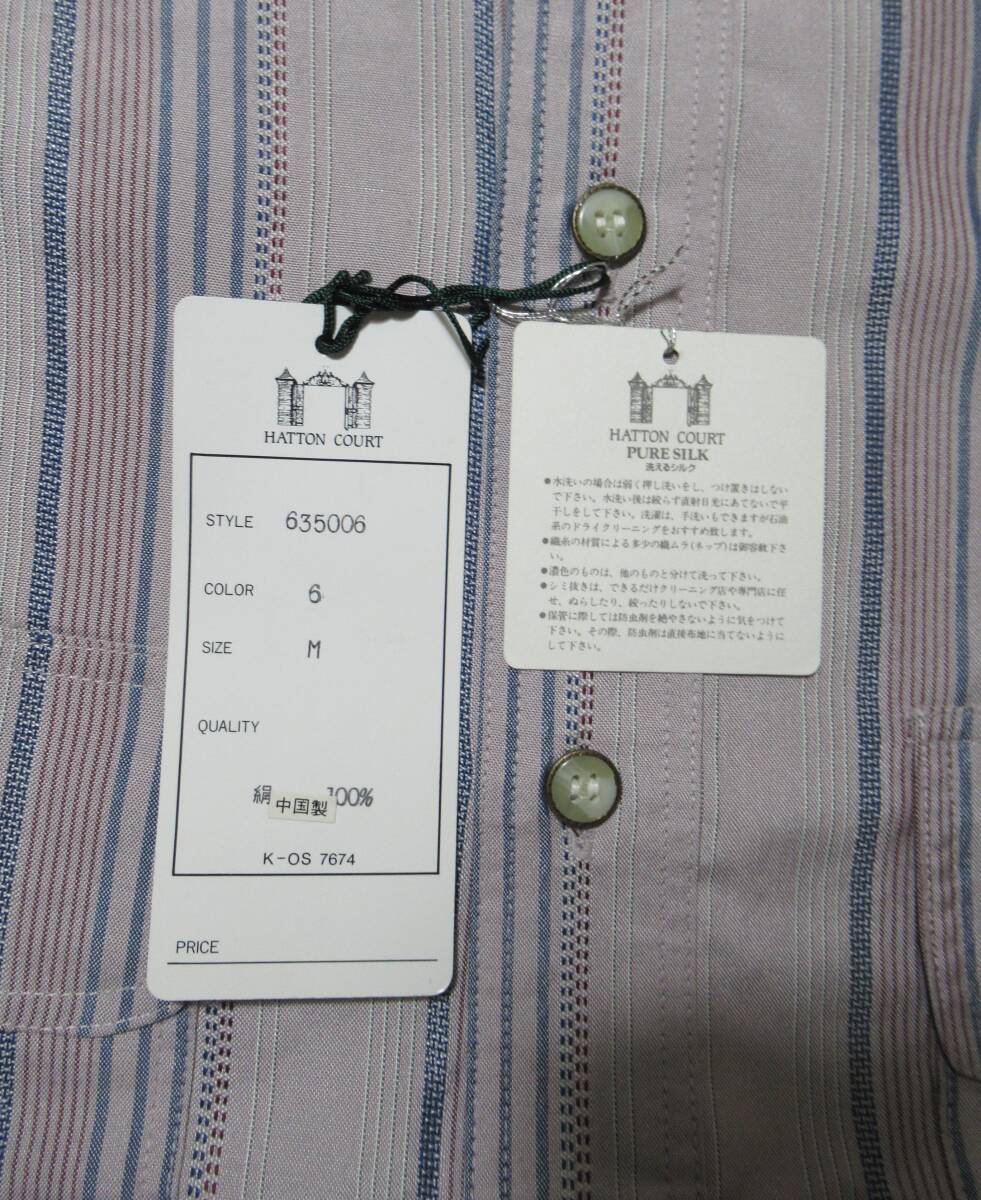 HATTON COURT
STYLE 635006
COLOR 6
SIZE M
QUALITY
絹 100%
中国製
K-OS 7674
PRICE
HATTON COURT
PURE SILK
洗えるシルク
●水洗いの場合は弱く押し洗いをし、つけ置きはしない
で下さい。水洗い後は絞らず直射日光にあてないで平
干しをして下さい。洗濯は、手洗いもできますが石油
系のドライクリーニングをおすすめ致します。
●織糸の材質による多少の織ムラ(ネップ)は御容赦下さ
い。
●濃色のものは、他のものと分けて洗って下さい。
●シミ抜きは、できるだけクリーニング店や専門店に任
せ、ぬらしたり、絞ったりしないで下さい。
●保管に際しては防虫剤を絶やさないように気をつけて
下さい。その際、防虫剤は直接布地に当てないように
して下さい。